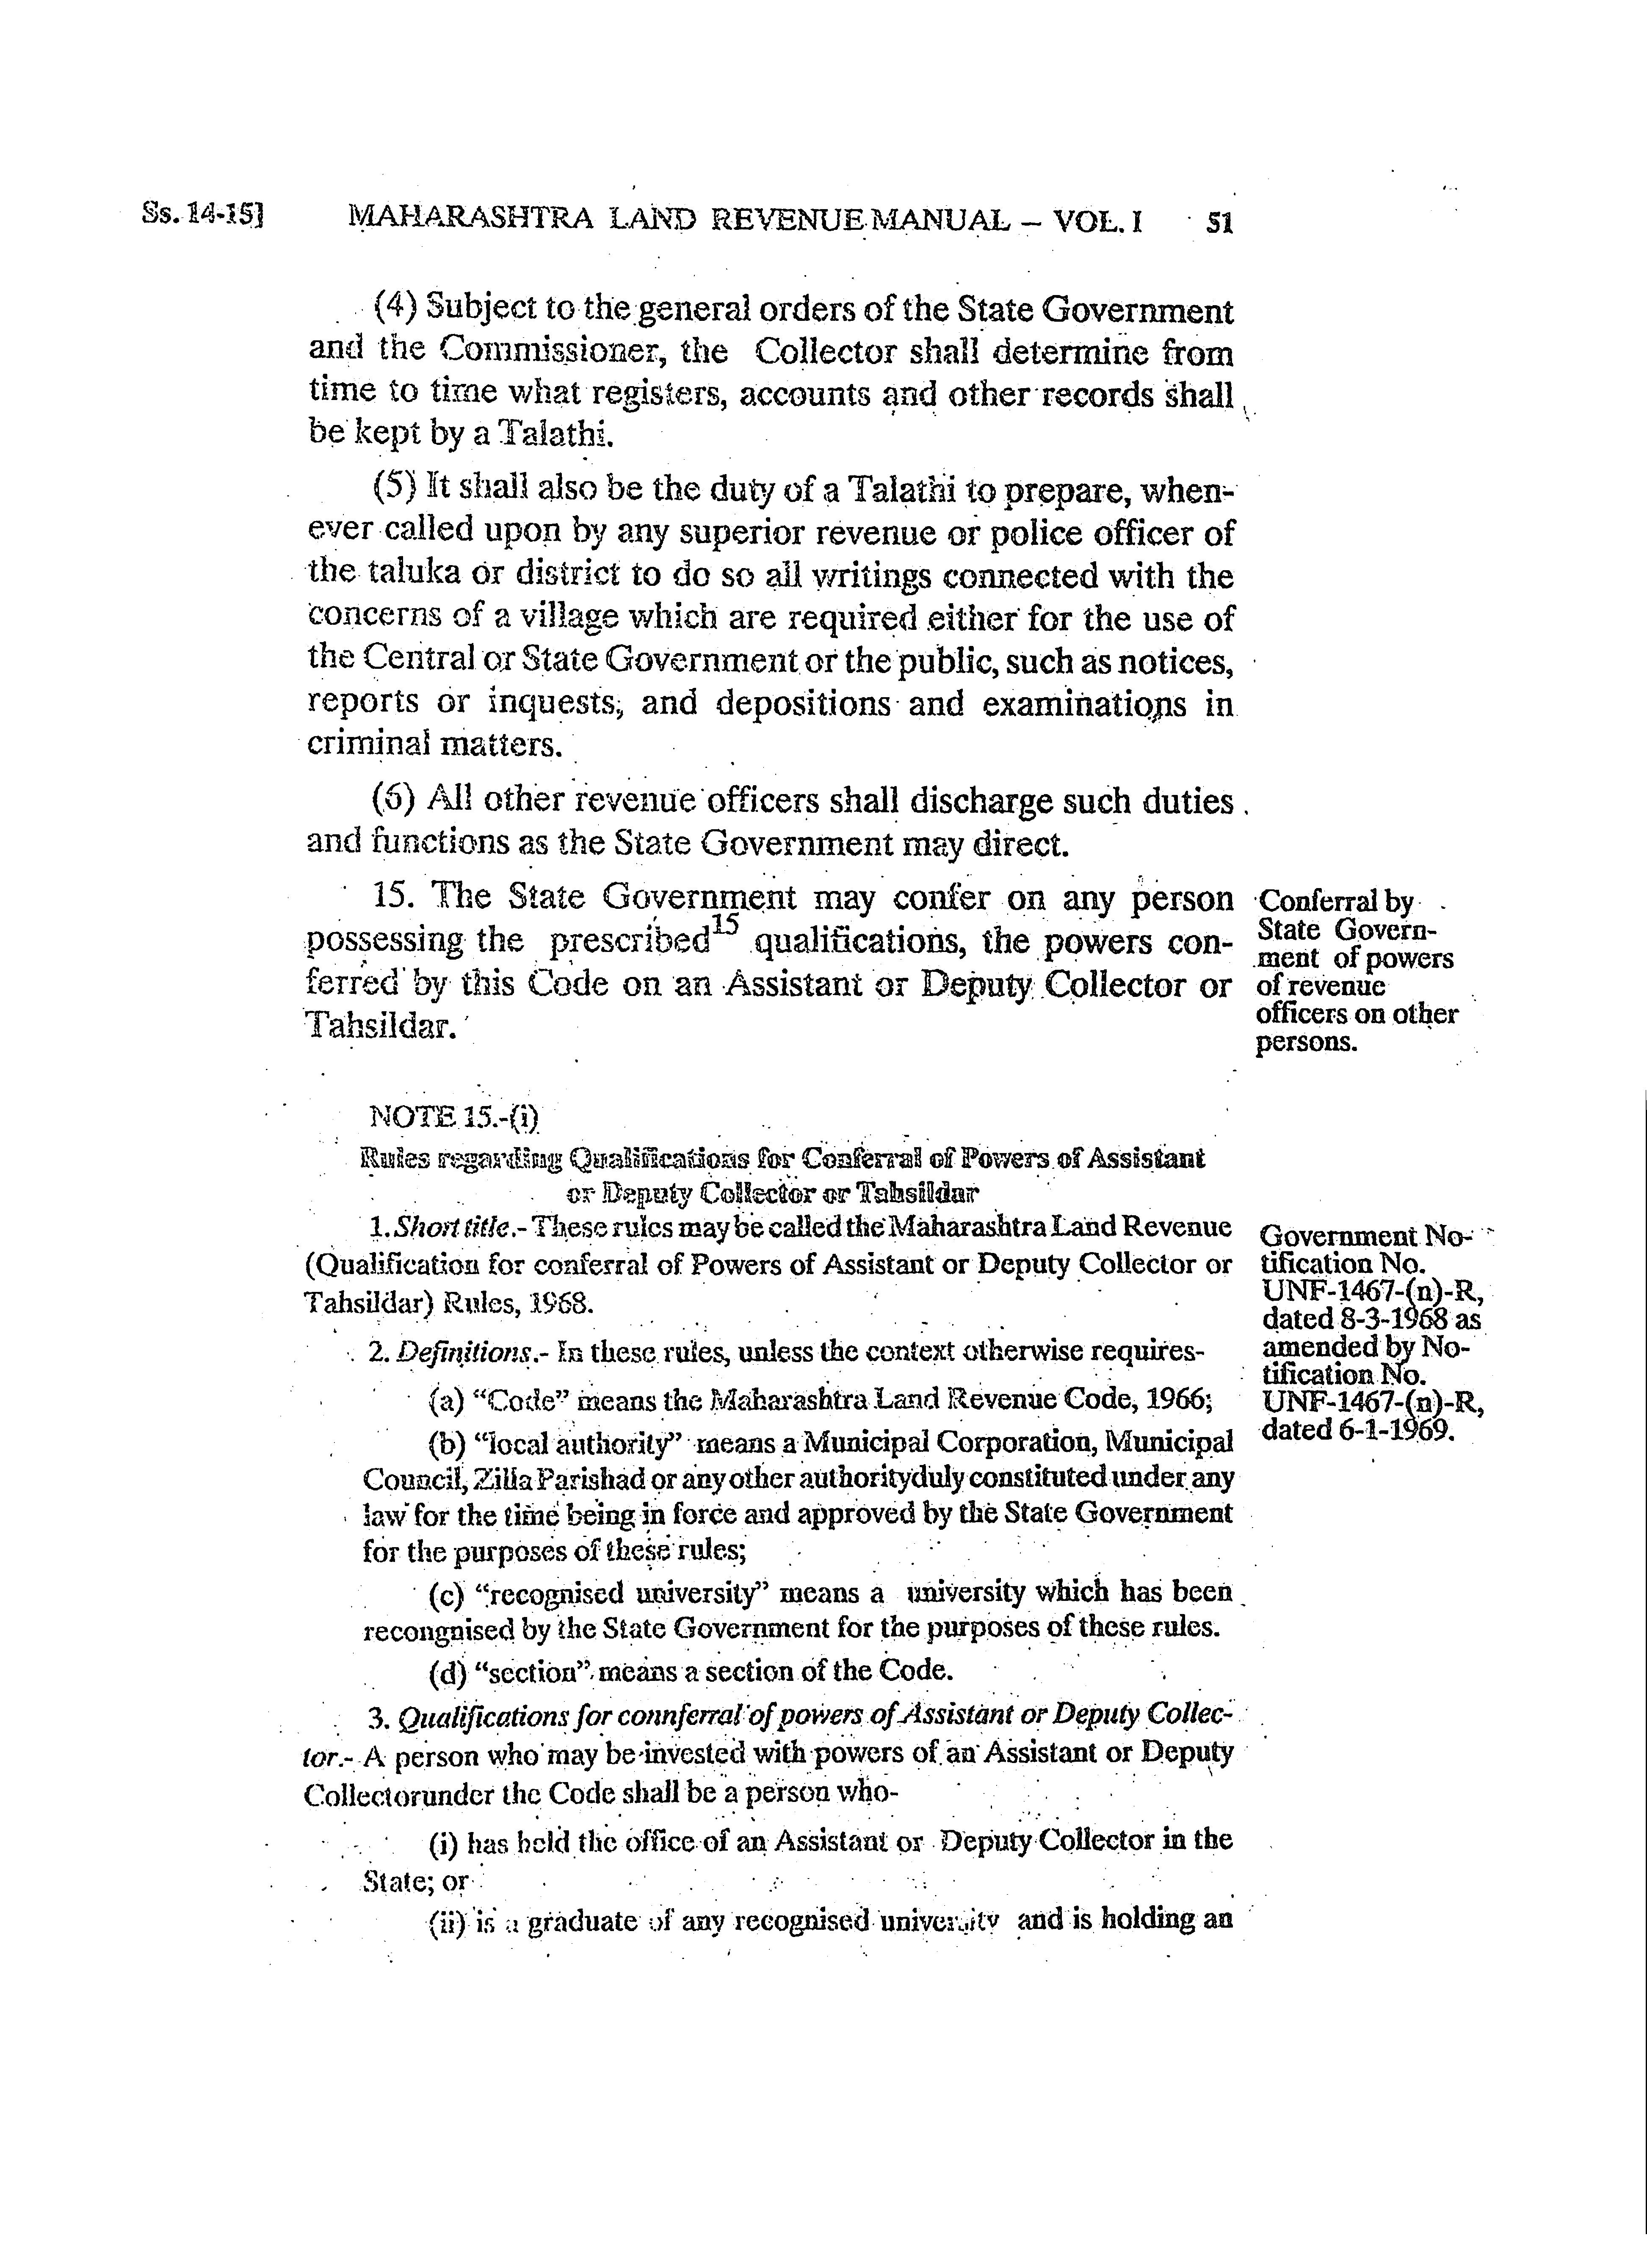 Ss. 14-15] MAHARASHTRA LAND REVENUE MANUAL – VOL. I 51
(4) Subject to the general orders of the State Government
and the Commissioner, the Collector shall determine from
time to time what registers, accounts and other records shall
be kept by a Talathi.
(5) It shall also be the duty of a Talathi to prepare, when-
ever called upon by any superior revenue or police officer of
the taluka or district to do so all writings connected with the
concerns of a village which are required either for the use of
the Central or State Government or the public, such as notices,
reports or inquests, and depositions and examinations in
criminal matters.
(6) All other revenue officers shall discharge such duties
and functions as the State Government may direct.
15. The State Government may confer on any person
possessing the prescribed15 qualifications, the powers con-
ferred by this Code on an Assistant or Deputy Collector or
Tahsildar.
Conferral by
State Govern-
ment of powers
of revenue
officers on other
persons.
NOTE 15.-(i)
Rules regarding Qualifications for Conferral of Powers of Assistant
or Deputy Collector or Tahsildar
1. Short title.- These rules may be called the Maharashtra Land Revenue
(Qualification for conferral of Powers of Assistant or Deputy Collector or
Tahsildar) Rules, 1968.
Government No-
tification No.
UNF-1467-(n)-R,
dated 8-3-1968 as
amended by No-
tification No.
UNF-1467-(n)-R,
dated 6-1-1969.
2. Definitions.- In these rules, unless the context otherwise requires-
(a) “Code” means the Maharashtra Land Revenue Code, 1966;
(b) “local authority” means a Municipal Corporation, Municipal
Council, Zilla Parishad or any other authorityduly constituted under any
law for the time being in force and approved by the State Government
for the purposes of these rules;
(c) “recognised university” means a university which has been
recongnised by the State Government for the purposes of these rules.
(d) “section” means a section of the Code.
3. Qualifications for connferral of powers of Assistant or Deputy Collec-
tor.- A person who may be invested with powers of an Assistant or Deputy
Collectorunder the Code shall be a person who-
(i) has held the office of an Assistant or Deputy Collector in the
State; or
(ii) is a graduate of any recognised university and is holding an